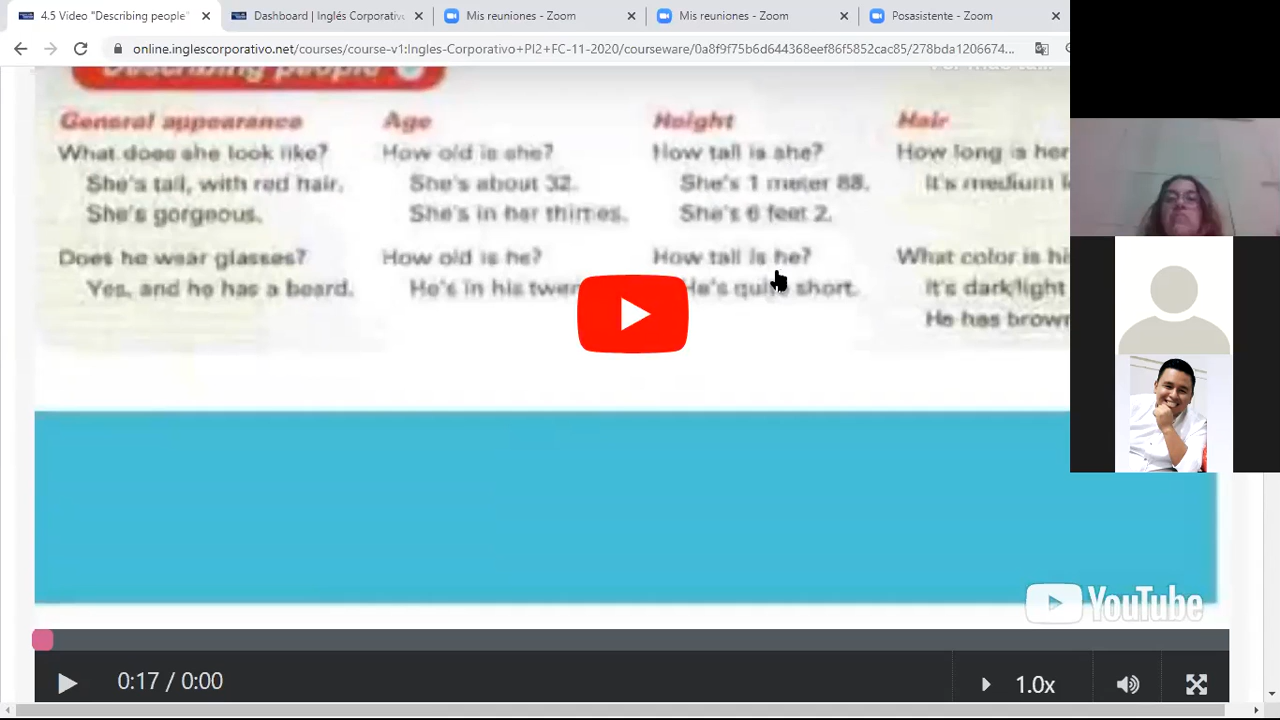 4.5 Video "Describing people"
Dashboard | Inglés Corporativo
Mis reuniones - Zoom
Mis reuniones - Zoom
Posasistente - Zoom
online.inglescorporativo.net/courses/course-v1:Ingles-Corporativo+PI2+FC-11-2020/courseware/0a8bf75f6d644368eef86f5852cac85/278bda1206674...
General appearance
What does she look like?
She's tall, with red hair.
She's gorgeous.
Does he wear glasses?
Yes, and he has a beard.
Age
How old is she?
She's about 32.
She's in her thirties.
How old is he?
He's in his twen
Height
How tall is she?
She's 1 meter 88.
She's 6 feet 2.
How tall is he?
He's quite short.
Hair
How long is her
It's medium l
What color is hi
It's dark/light
He has brown
YouTube
0:17 / 0:00
1.0x